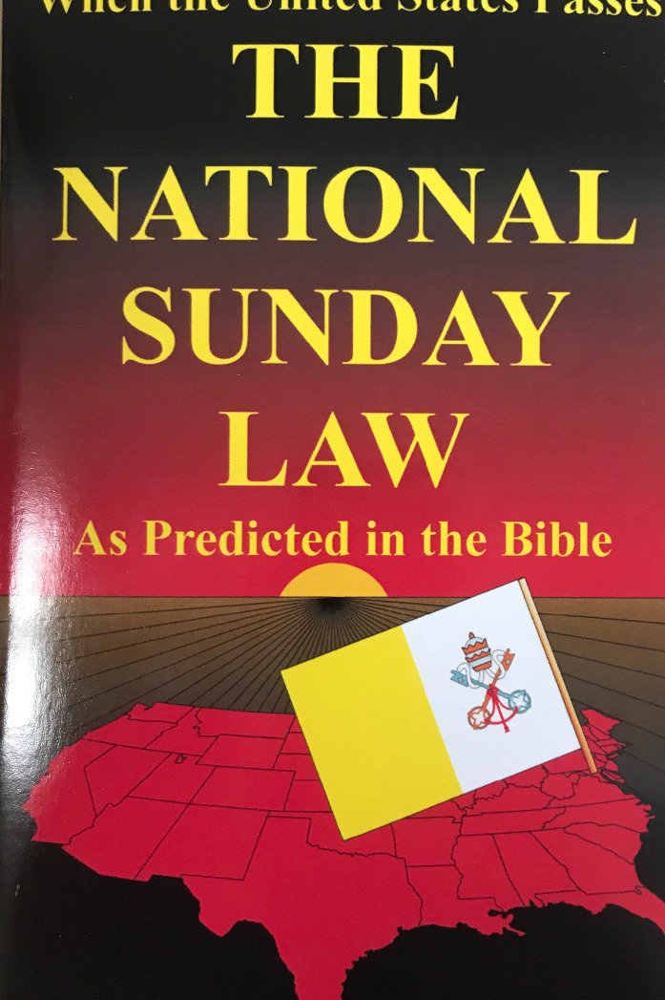 When the United States Passes
THE
NATIONAL
SUNDAY
LAW
As Predicted in the Bible